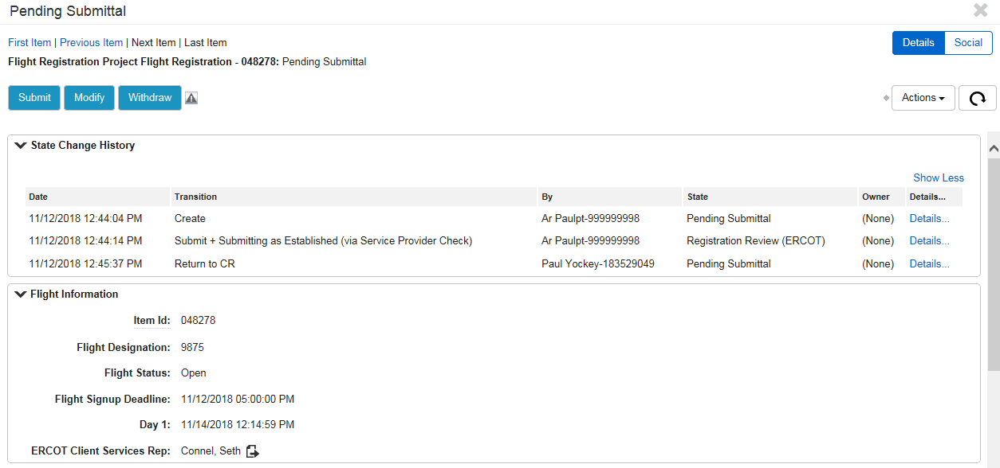 Pending Submittal
First Item | Previous Item | Next Item | Last Item
Details Social
Flight Registration Project Flight Registration - 048278: Pending Submittal
Submit Modify Withdraw Actions
State Change History
Show Less
Date Transition By State Owner Details...
11/12/2018 12:44:04 PM Create Ar Paulpt-999999998 Pending Submittal (None) Details...
11/12/2018 12:44:14 PM Submit + Submitting as Established (via Service Provider Check) Ar Paulpt-999999998 Registration Review (ERCOT) (None) Details...
11/12/2018 12:45:37 PM Return to CR Paul Yockey-183529049 Pending Submittal (None) Details...
Flight Information
Item Id: 048278
Flight Designation: 9875
Flight Status: Open
Flight Signup Deadline: 11/12/2018 05:00:00 PM
Day 1: 11/14/2018 12:14:59 PM
ERCOT Client Services Rep: Connel, Seth